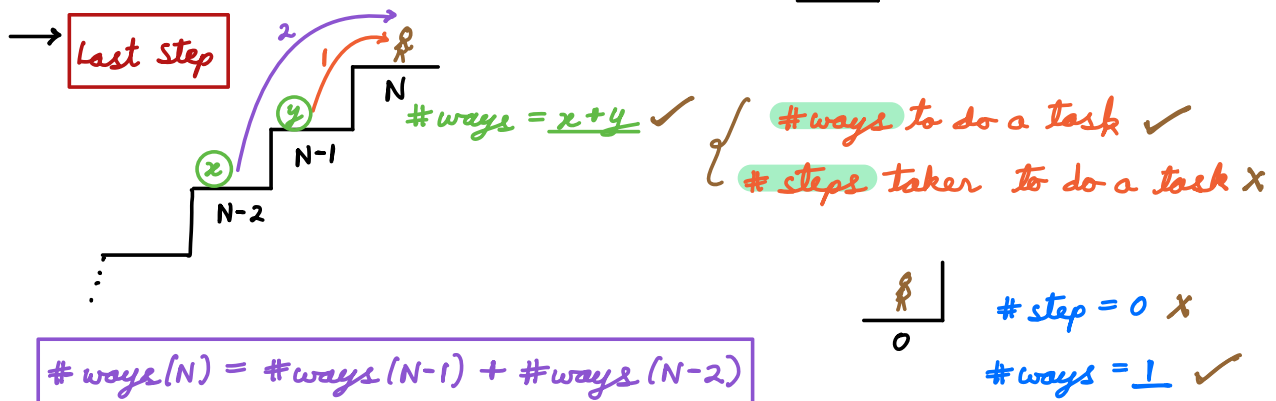 Last Step
2
1
N
y
N-1
x
N-2
#ways = x+y ✓
#ways to do a task ✓
# steps taker to do a task x
0
# step = 0 x
#ways = 1 ✓
#ways(N) = #ways(N-1) + #ways(N-2)